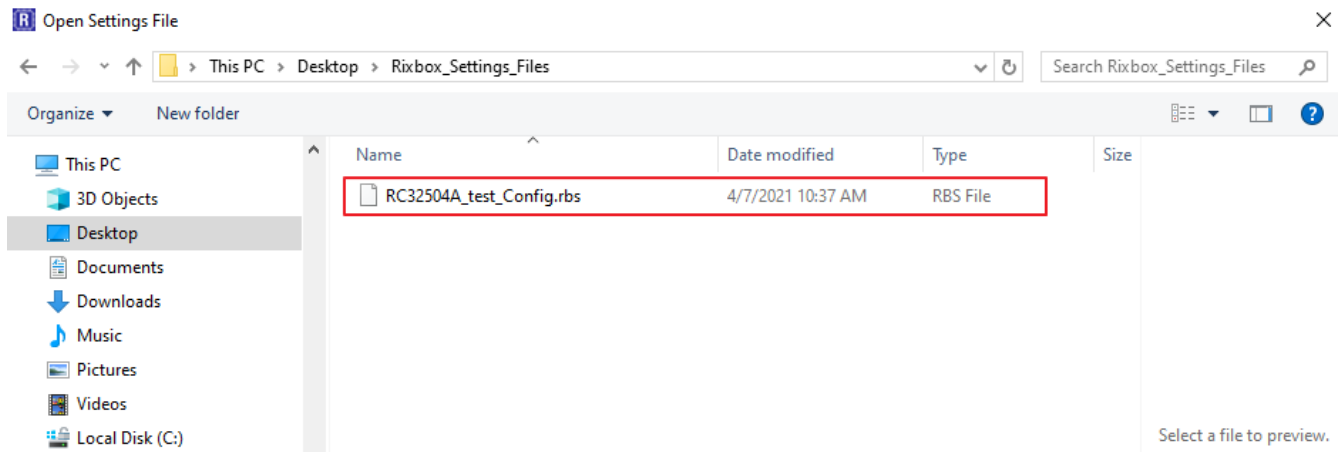 R Open Settings File
This PC > Desktop > Rixbox_Settings_Files
Search Rixbox_Settings_Files
Organize
New folder
?
This PC
3D Objects
Desktop
Documents
Downloads
Music
Pictures
Videos
Local Disk (C:)
Name Date modified Type Size
RC32504A_test_Config.rbs 4/7/2021 10:37 AM RBS File
Select a file to preview.